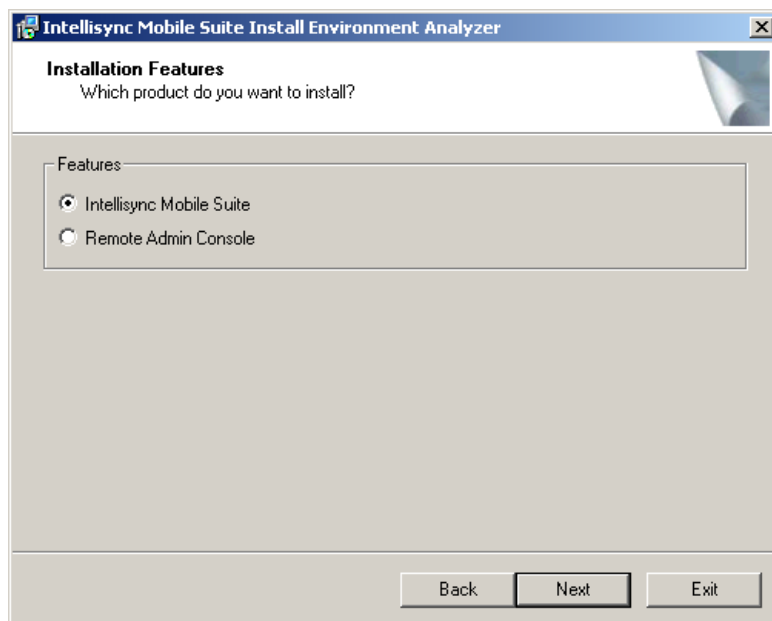 Intellisync Mobile Suite Install Environment Analyzer
Installation Features
Which product do you want to install?
Features
Intellisync Mobile Suite
Remote Admin Console
Back Next Exit